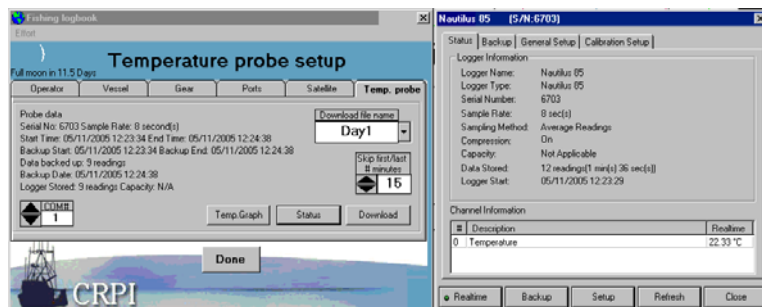 Fishing logbook
Effort
Full moon in 11.5 Days
Temperature probe setup
Operator
Vessel
Gear
Ports
Satellite
Temp. probe
Probe data
Serial No: 6703 Sample Rate: 8 second(s)
Start Time: 05/11/2005 12:23:34 End Time: 05/11/2005 12:24:38
Backup Start: 05/11/2005 12:23:34 Backup End: 05/11/2005 12:24:38
Data backed up: 9 readings
Backup Date: 05/11/2005 12:24:38
Logger Stored: 9 readings Capacity: N/A
Download file name
Day1
Skip first/last
# minutes
15
COM#:
1
Temp.Graph
Status
Download
Done
CRPI
Nautilus 85 (S/N:6703)
Status
Backup
General Setup
Calibration Setup
Logger Information
Logger Name: Nautilus 85
Logger Type: Nautilus 85
Serial Number: 6703
Sample Rate: 8 sec(s)
Sampling Method: Average Readings
Compression: On
Capacity: Not Applicable
Data Stored: 12 readings(1 min(s) 36 sec(s))
Logger Start: 05/11/2005 12:23:29
Channel Information
# Description Realtime
0 Temperature 22.33 °C
Realtime
Backup
Setup
Refresh
Close